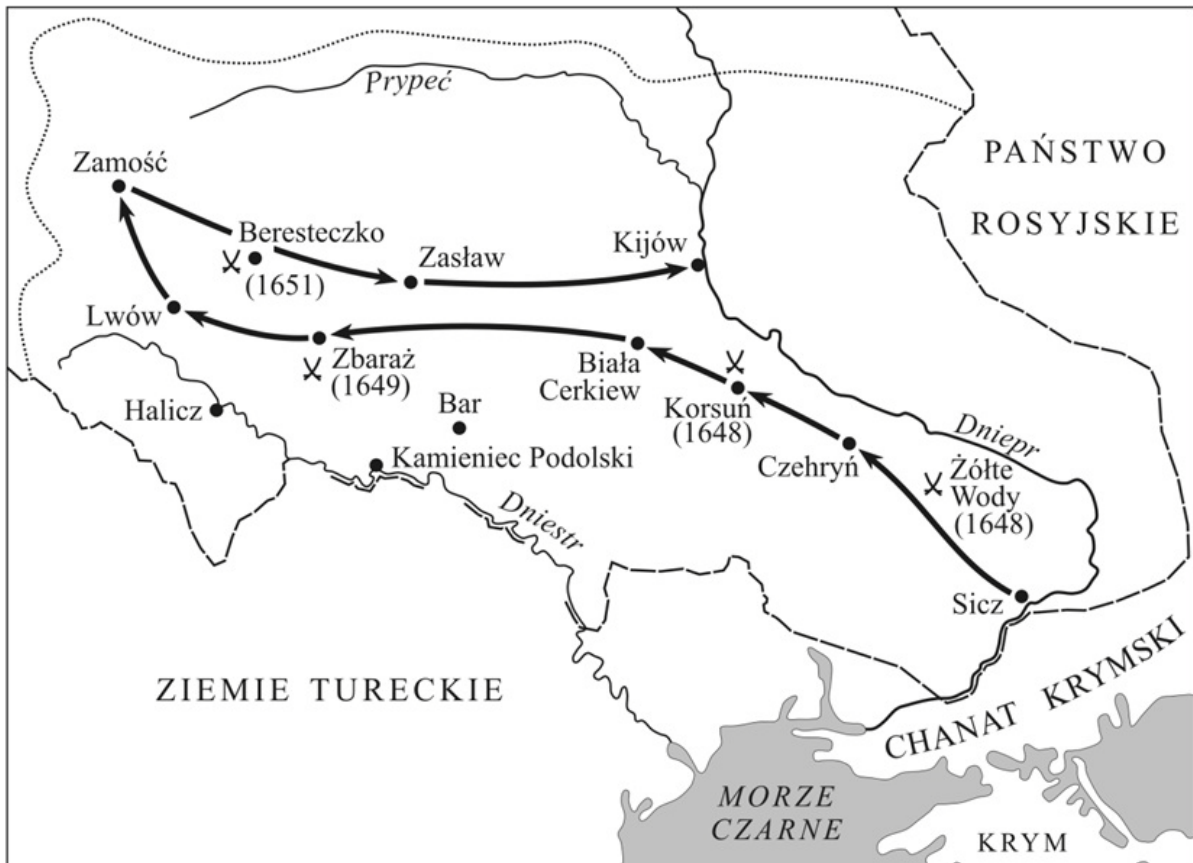 Prypeć
Zamość
PAŃSTWO
ROSYJSKIE
Beresteczko
(1651)
Zasław
Kijów
Lwów
Zbaraż
(1649)
Biała
Cerkiew
Korsuń
(1648)
Halicz
Bar
Kamieniec Podolski
Czehryń
Dniepr
Żółte
Wody
(1648)
Dniestr
Sicz
ZIEMIE TURECKIE
CHANAT KRYMSKI
MORZE
CZARNE
KRYM